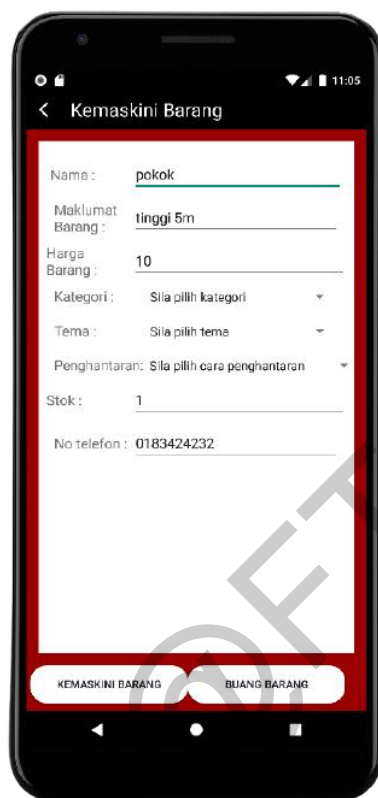 11:05
Kemaskini Barang
Nama : pokok
Maklumat
Barang : tinggi 5m
Harga
Barang : 10
Kategori : Sila pilih kategori
Tema : Sila pilih tema
Penghantaran: Sila pilih cara penghantaran
Stok : 1
No telefon : 0183424232
KEMASKINI BARANG BUANG BARANG